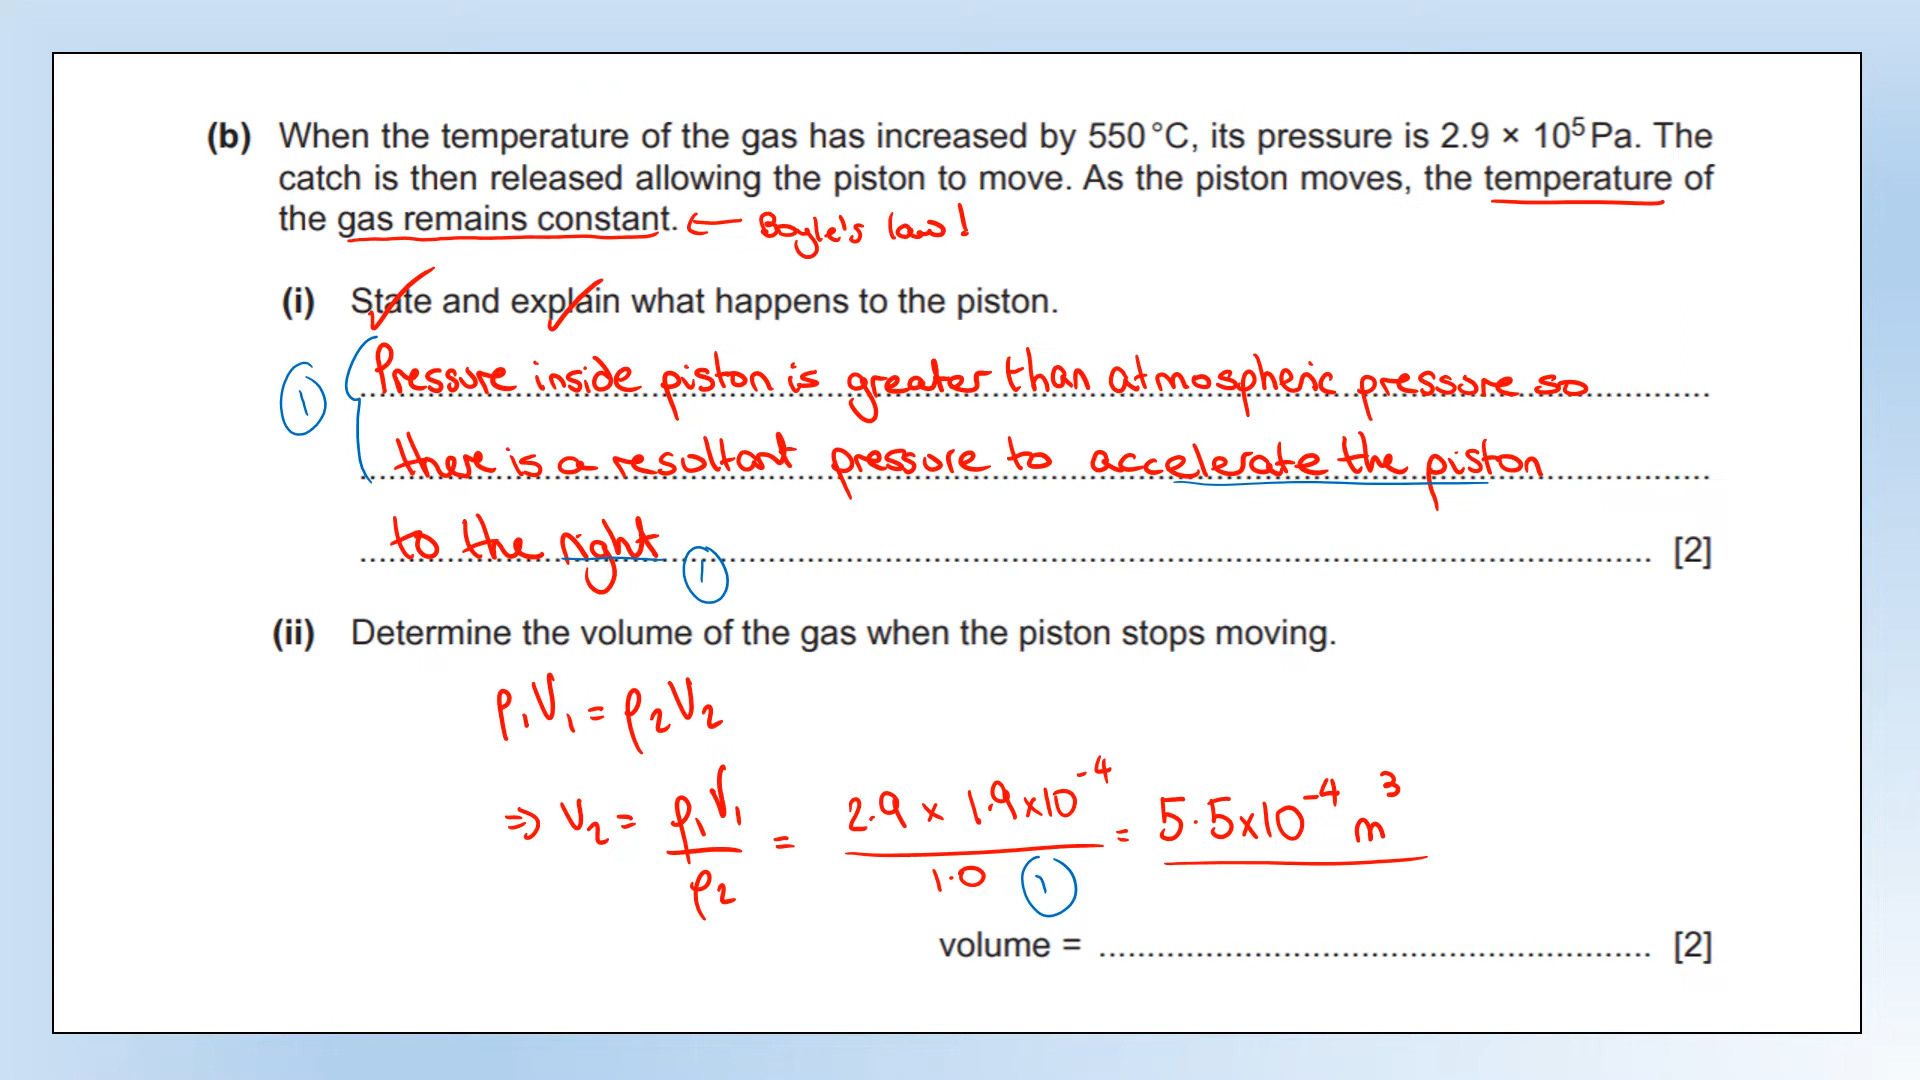 (b) When the temperature of the gas has increased by 550 °C, its pressure is 2.9 × 10⁵ Pa. The
catch is then released allowing the piston to move. As the piston moves, the temperature of
the gas remains constant. ← Boyle's law!
(i) State and explain what happens to the piston.
① Pressure inside piston is greater than atmospheric pressure so
there is a resultant pressure to accelerate the piston
to the right ① [2]
(ii) Determine the volume of the gas when the piston stops moving.
p₁V₁ = p₂V₂
⇒ V₂ = p₁V₁ / p₂ = 2.9 × 1.9×10⁻⁴ / 1.0 ① = 5.5×10⁻⁴ m³
volume = ........................................................ [2]